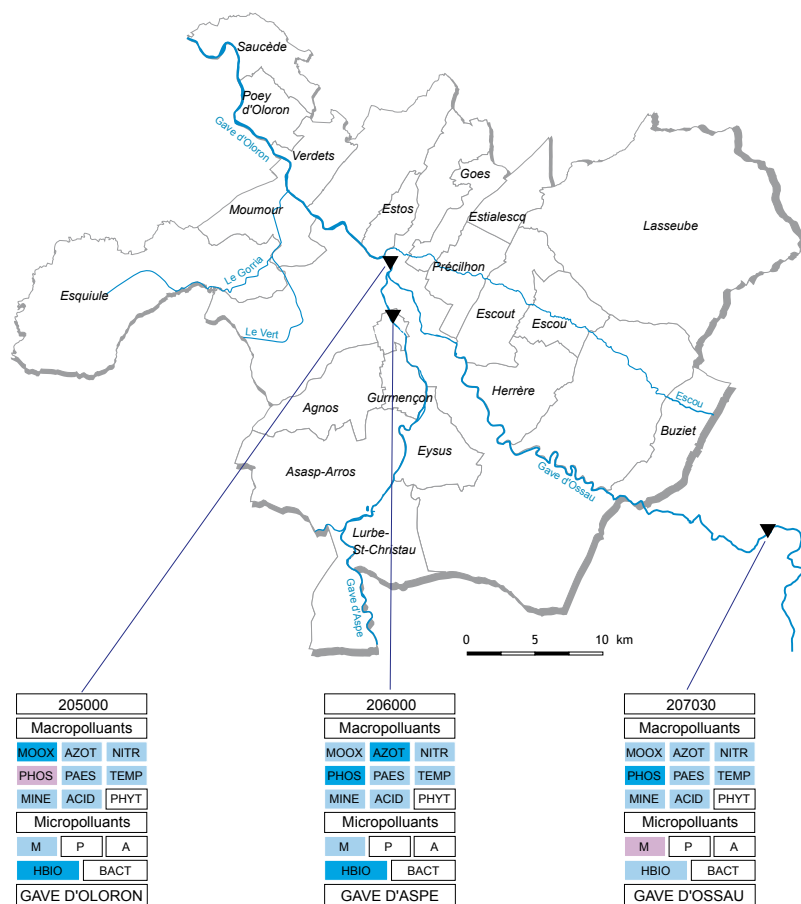 Saucède
Poey
d'Oloron
Gave d'Oloron
Verdets
Goes
Moumour
Estos
Estialescq
Lasseube
Précilhon
Le Gorria
Esquiule
Escout
Escou
Le Vert
Agnos
Gurmençon
Herrère
Escou
Buziet
Eysus
Asasp-Arros
Gave d'Ossau
Lurbe-
St-Christau
Gave d'Aspe
0 5 10 km
205000
Macropolluants
MOOX AZOT NITR
PHOS PAES TEMP
MINE ACID PHYT
Micropolluants
M P A
HBIO BACT
GAVE D'OLORON
206000
Macropolluants
MOOX AZOT NITR
PHOS PAES TEMP
MINE ACID PHYT
Micropolluants
M P A
HBIO BACT
GAVE D'ASPE
207030
Macropolluants
MOOX AZOT NITR
PHOS PAES TEMP
MINE ACID PHYT
Micropolluants
M P A
HBIO BACT
GAVE D'OSSAU